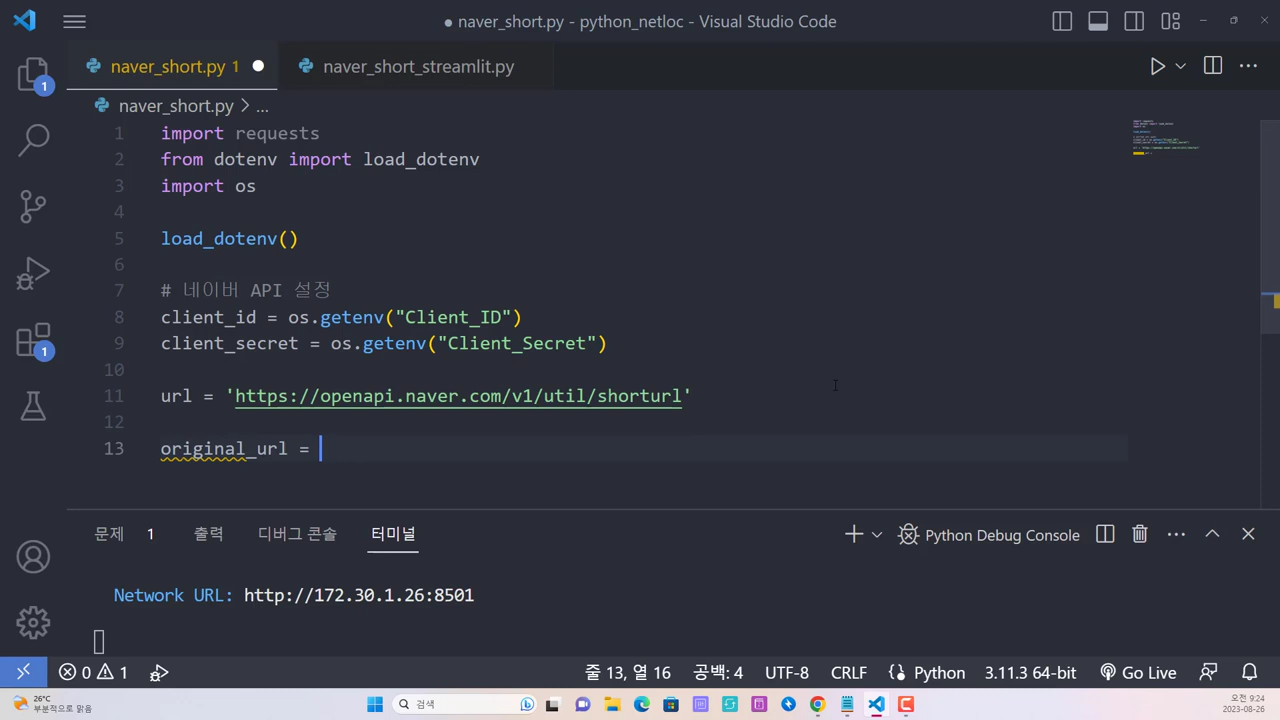 naver_short.py - python_netloc - Visual Studio Code
naver_short.py 1
naver_short_streamlit.py
naver_short.py > ...
1 import requests
2 from dotenv import load_dotenv
3 import os
4
5 load_dotenv()
6
7 # 네이버 API 설정
8 client_id = os.getenv("Client_ID")
9 client_secret = os.getenv("Client_Secret")
10
11 url = 'https://openapi.naver.com/v1/util/shorturl'
12
13 original_url =
1
1
문제 1 출력 디버그 콘솔 터미널
Python Debug Console
Network URL: http://172.30.1.26:8501
0 1 줄 13, 열 16 공백: 4 UTF-8 CRLF Python 3.11.3 64-bit Go Live
26°C
부분적으로 맑음
검색
오전 9:24
2023-08-26